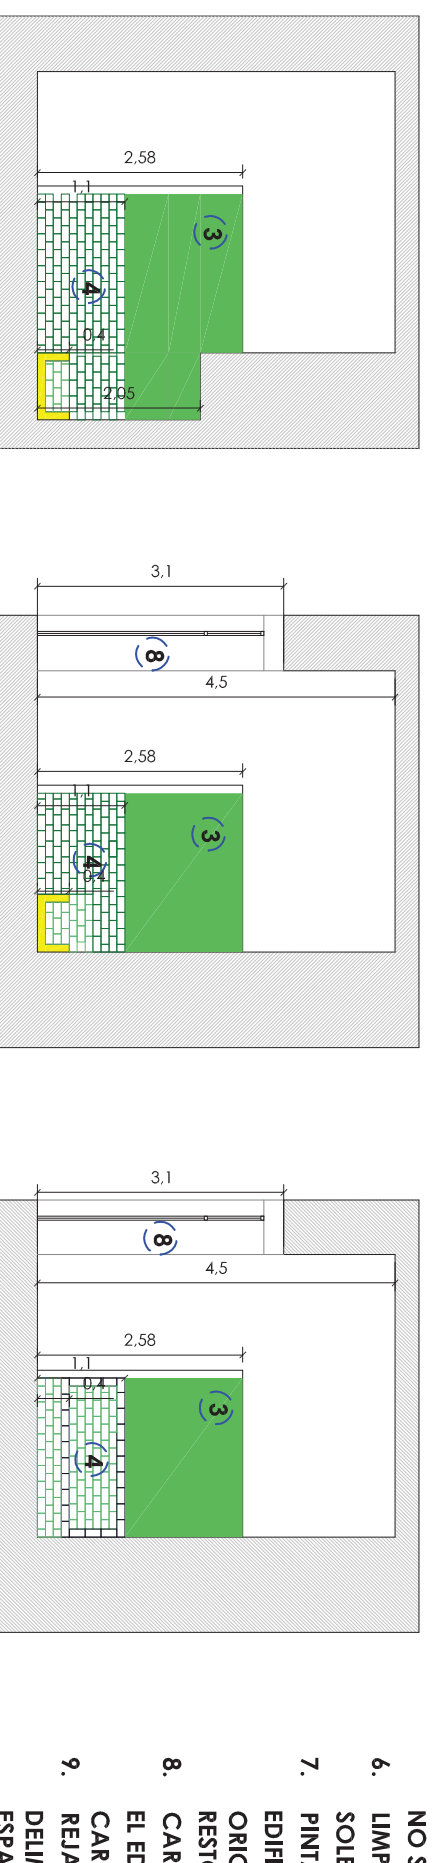 2,58
1,1
3
4
0,4
2,05
3,1
8
4,5
2,58
1,1
3
4
0,4
3,1
8
4,5
2,58
1,1
0,4
3
4
NO S
6. LIMP
SOLE
7. PINT
EDIFI
ORIG
REST
8. CAR
EL ED
CAR
9. REJA
DELI
ESPA